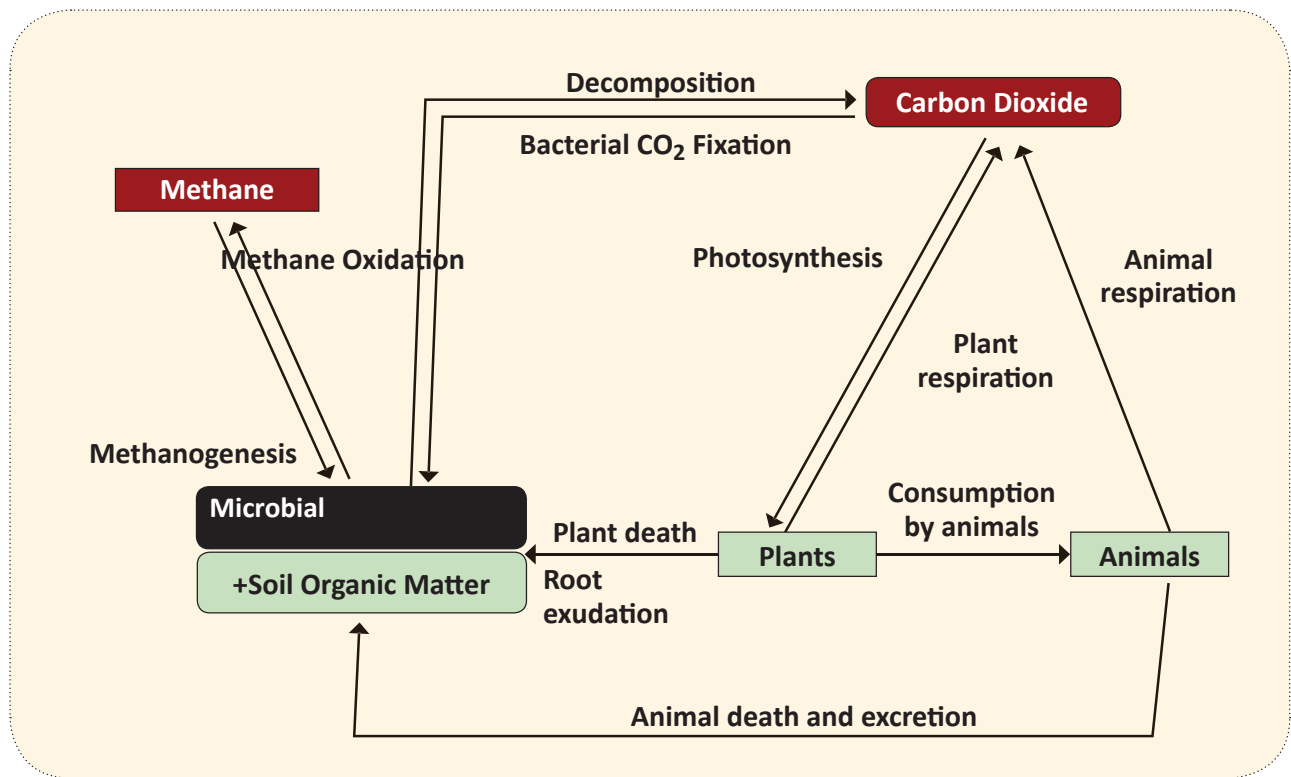 Decomposition
Carbon Dioxide
Bacterial CO₂ Fixation
Methane
Methane Oxidation
Photosynthesis
Animal
respiration
Plant
respiration
Methanogenesis
Microbial
Consumption
by animals
Plant death
Plants
Animals
+Soil Organic Matter
Root
exudation
Animal death and excretion